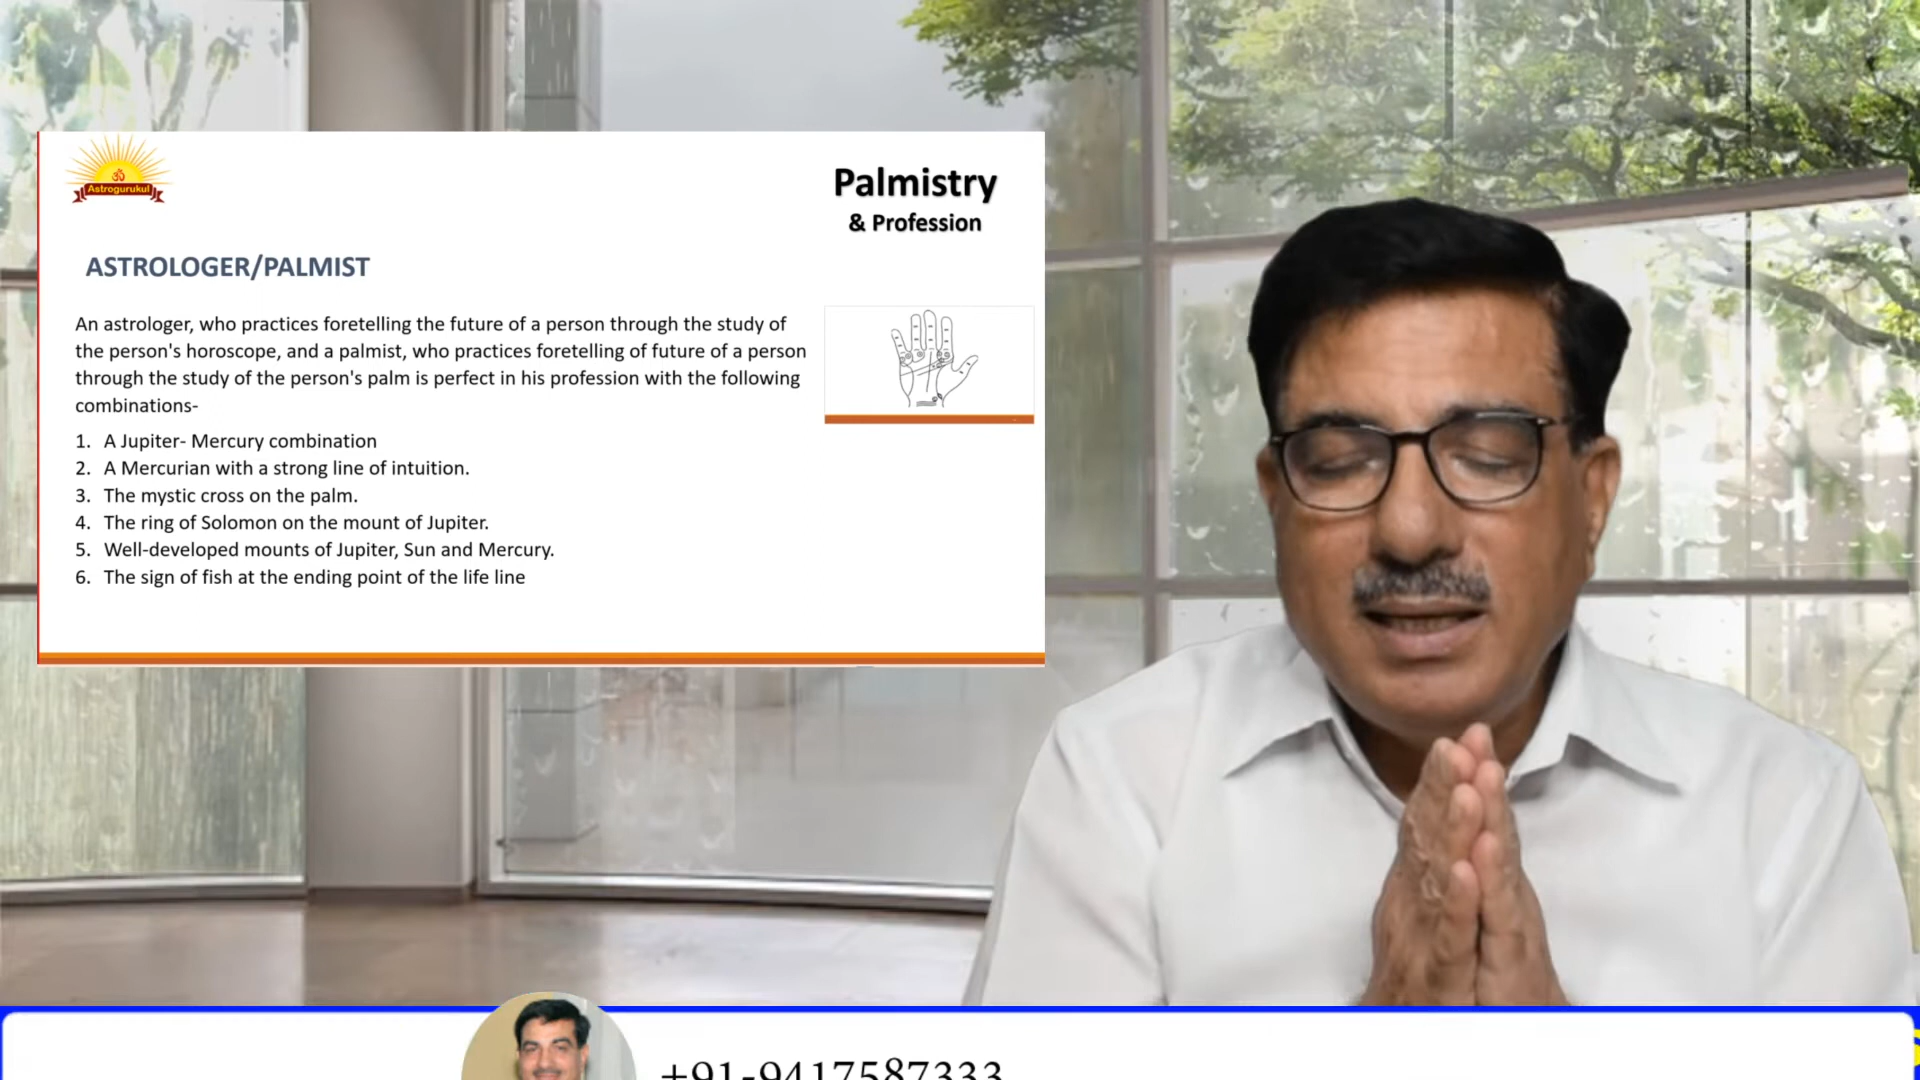 ॐ
Astrogurukul
Palmistry
& Profession
ASTROLOGER/PALMIST
An astrologer, who practices foretelling the future of a person through the study of
the person's horoscope, and a palmist, who practices foretelling of future of a person
through the study of the person's palm is perfect in his profession with the following
combinations-
1. A Jupiter- Mercury combination
2. A Mercurian with a strong line of intuition.
3. The mystic cross on the palm.
4. The ring of Solomon on the mount of Jupiter.
5. Well-developed mounts of Jupiter, Sun and Mercury.
6. The sign of fish at the ending point of the life line
+91-9417587333